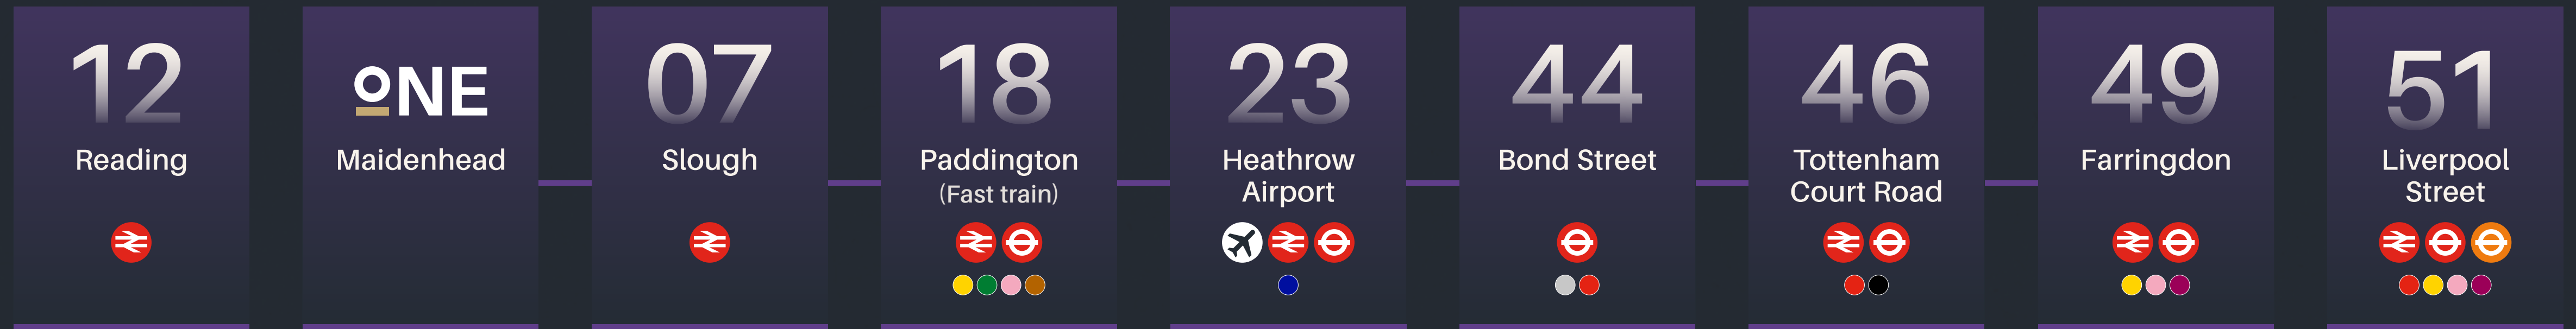 12
Reading
ONE
Maidenhead
07
Slough
18
Paddington
(Fast train)
23
Heathrow
Airport
44
Bond Street
46
Tottenham
Court Road
49
Farringdon
51
Liverpool
Street